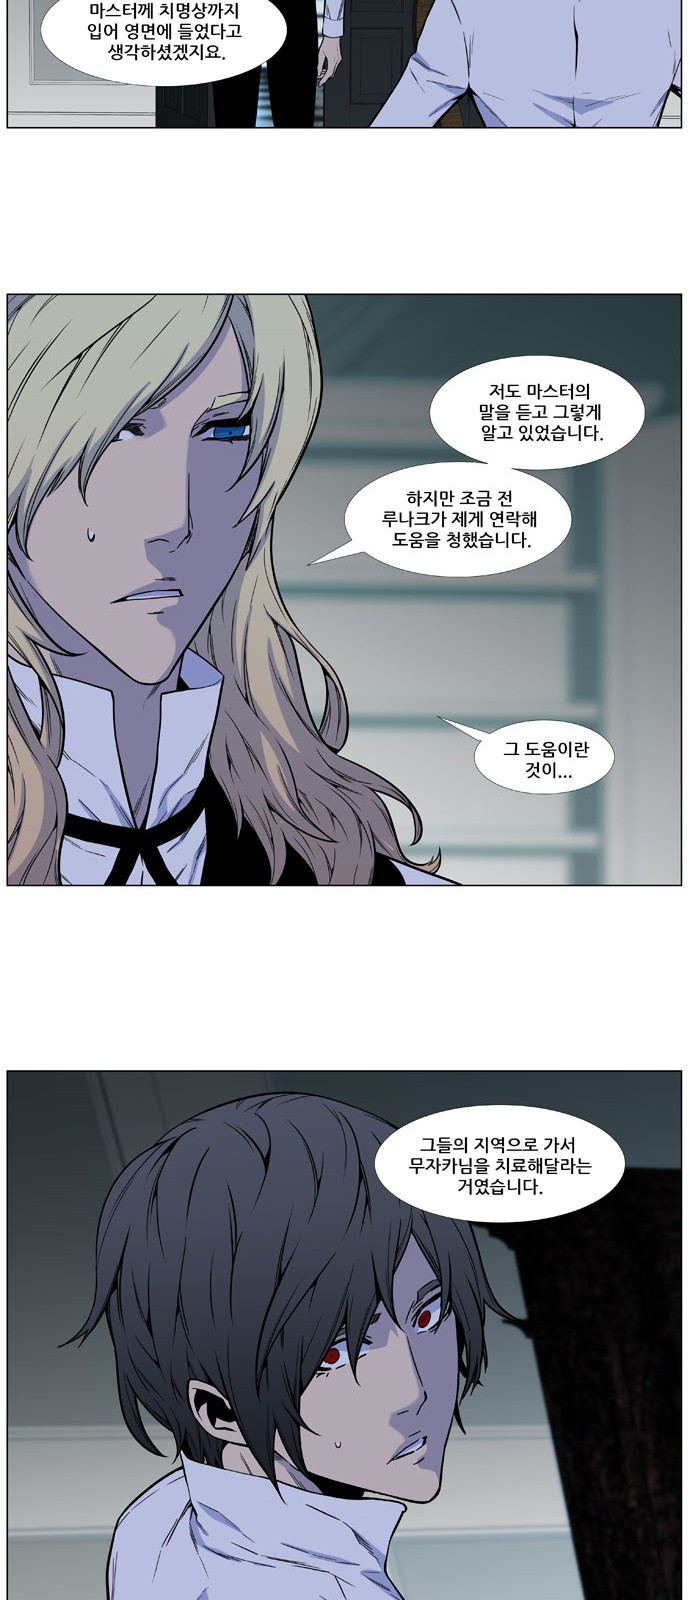 마스터께 치명상까지
입어 영면에 들었다고
생각하셨겠지요.
저도 마스터의
말을 듣고 그렇게
알고 있었습니다.
하지만 조금 전
루나크가 제게 연락해
도움을 청했습니다.
그 도움이란
것이...
그들의 지역으로 가서
무자카님을 치료해달라는
거였습니다.